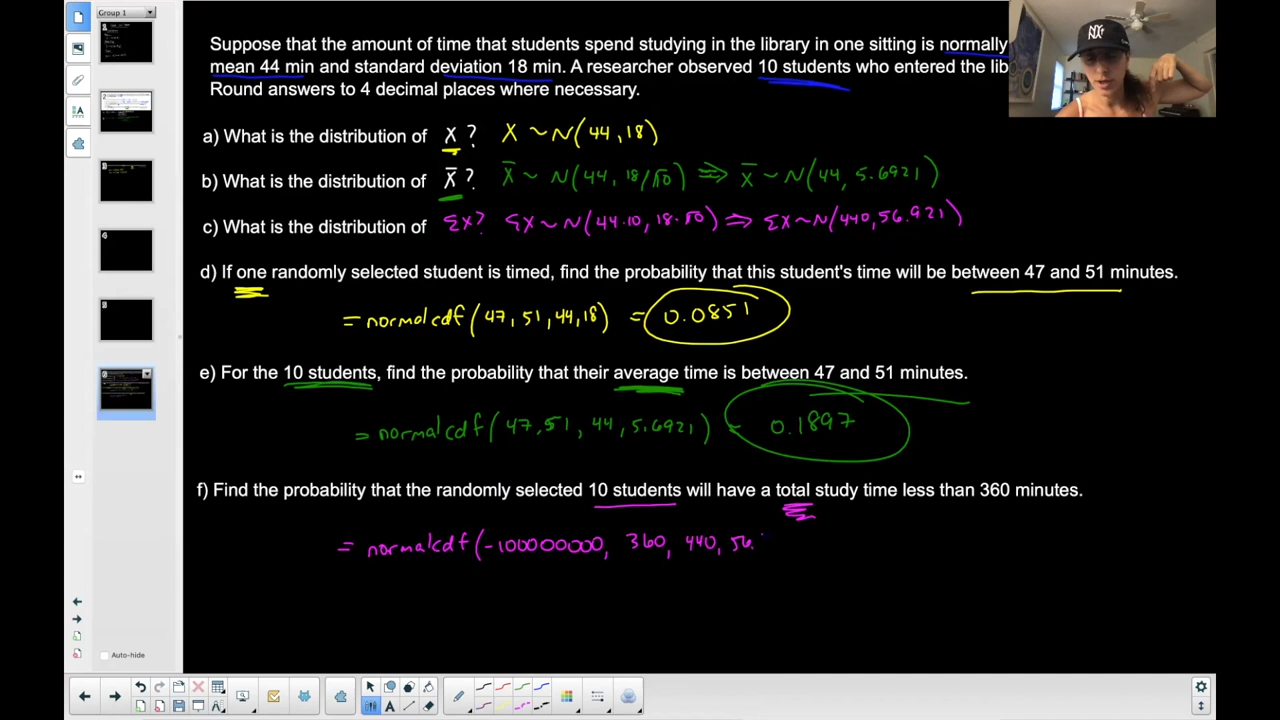 Group 1
Suppose that the amount of time that students spend studying in the library in one sitting is normally
mean 44 min and standard deviation 18 min. A researcher observed 10 students who entered the lib
Round answers to 4 decimal places where necessary.
a) What is the distribution of X? X ~ N(44, 18)
b) What is the distribution of X̄? X̄ ~ N(44, 18/√10) ⇒ X̄ ~ N(44, 5.6921)
c) What is the distribution of Σx? Σx ~ N(44·10, 18·√10) ⇒ Σx ~ N(440, 56.921)
d) If one randomly selected student is timed, find the probability that this student's time will be between 47 and 51 minutes.
= normalcdf(47, 51, 44, 18) = 0.0851
e) For the 10 students, find the probability that their average time is between 47 and 51 minutes.
= normalcdf(47, 51, 44, 5.6921) = 0.1897
f) Find the probability that the randomly selected 10 students will have a total study time less than 360 minutes.
= normalcdf(-100000000, 360, 440, 56.
Auto-hide